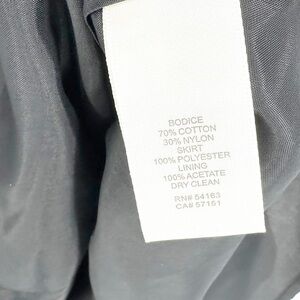 BODICE
70% COTTON
30% NYLON
SKIRT
100% POLYESTER
LINING
100% ACETATE
DRY CLEAN
RN# 54163
CA# 57151